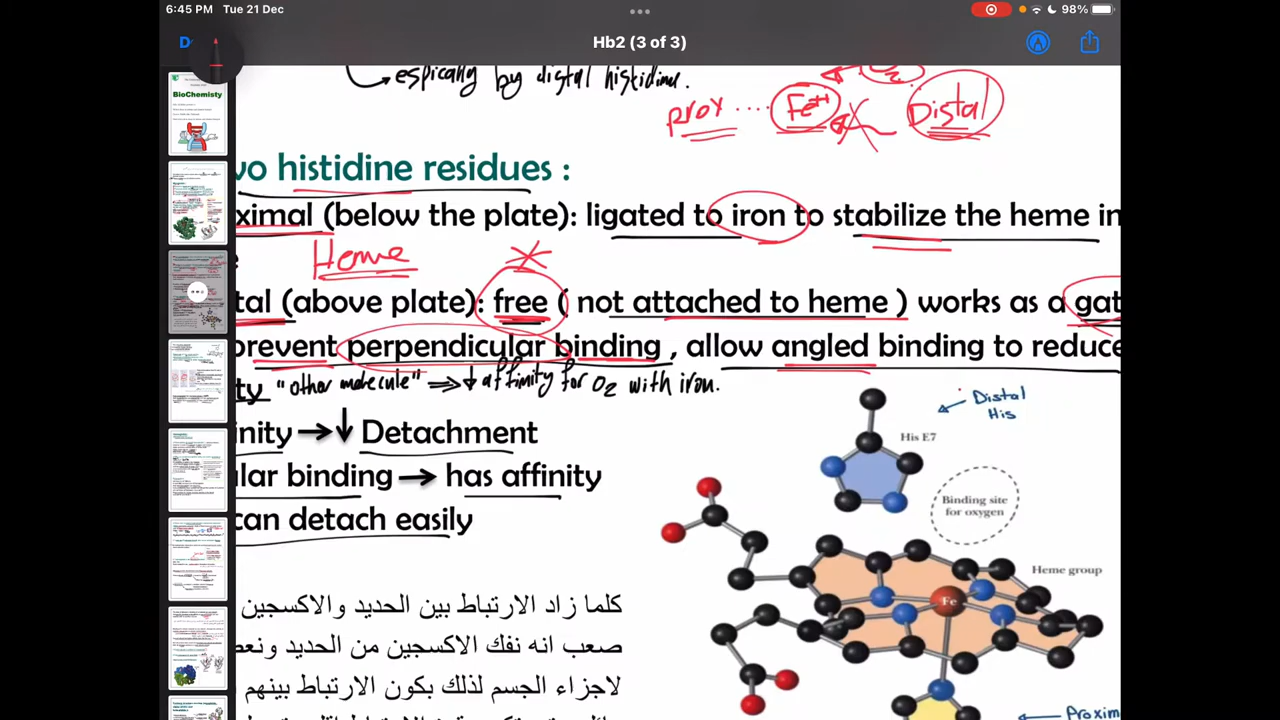 6:45 PM Tue 21 Dec
98%
Hb2 (3 of 3)
D
BioChemisty
by distal histidine.
prox .... Fe++ Distal
O2
vo histidine residues :
ximal (below the plate): ligated to iron to stabilize the heme in
e
Heme
tal (above plate): free ( not attached to heme ) works as a gat
prevent perpendicular binding , allow angled binding to reduce
ty "other molecule" ⇒ ↓ affinity for O2 with iron.
Distal
His
inity → ↓ Detachment
His E7
ular binding → has affinity
Binding site
for oxygen
can detach easily
Heme group
Fe
كلما زاد الارتباط بين الحديد والاكسجين
صعب انه نفك الاكسجين من الحديد ونعط
لاجزاء الجسم لذلك بكون الارتباط بينهم
Proxim